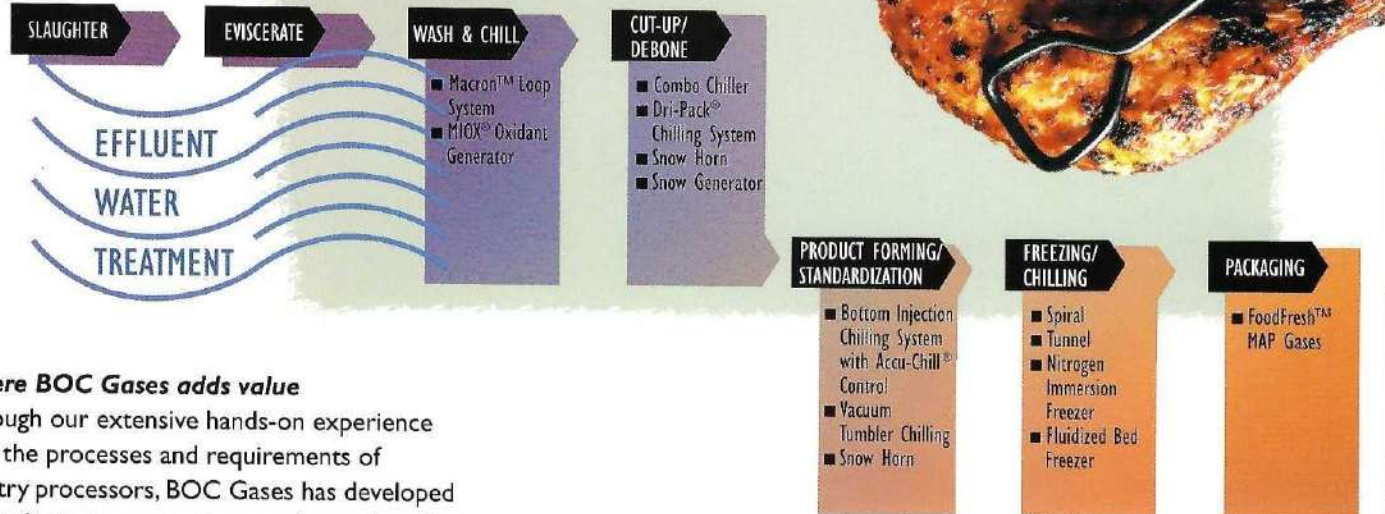 SLAUGHTER
EVISCERATE
WASH & CHILL
■ Macron™ Loop
System
■ MIOX® Oxidant
Generator
CUT-UP/
DEBONE
■ Combo Chiller
■ Dri-Pack®
Chilling System
■ Snow Horn
■ Snow Generator
EFFLUENT
WATER
TREATMENT
PRODUCT FORMING/
STANDARDIZATION
■ Bottom Injection
Chilling System
with Accu-Chill®
Control
■ Vacuum
Tumbler Chilling
■ Snow Horn
FREEZING/
CHILLING
■ Spiral
■ Tunnel
■ Nitrogen
Immersion
Freezer
■ Fluidized Bed
Freezer
PACKAGING
■ FoodFresh™
MAP Gases
ere BOC Gases adds value
ough our extensive hands-on experience
the processes and requirements of
try processors, BOC Gases has developed